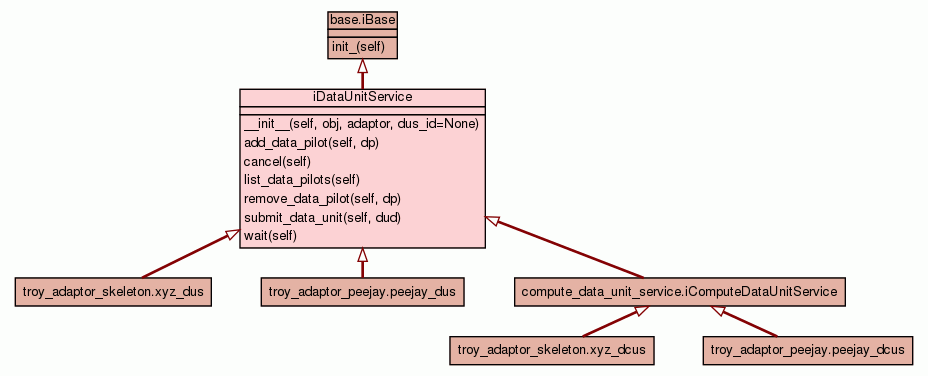 base.iBase
init_(self)
iDataUnitService
__init__(self, obj, adaptor, dus_id=None)
add_data_pilot(self, dp)
cancel(self)
list_data_pilots(self)
remove_data_pilot(self, dp)
submit_data_unit(self, dud)
wait(self)
troy_adaptor_skeleton.xyz_dus
troy_adaptor_peejay.peejay_dus
compute_data_unit_service.iComputeDataUnitService
troy_adaptor_skeleton.xyz_dcus
troy_adaptor_peejay.peejay_dcus